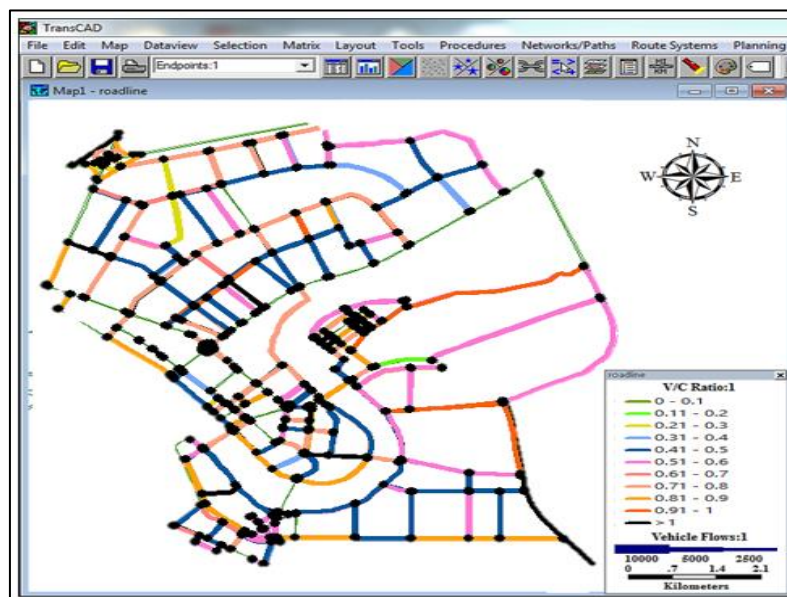 TransCAD
File Edit Map Dataview Selection Matrix Layout Tools Procedures Networks/Paths Route Systems Planning
Endpoints:1
Map1 - roadline
N
W E
S
roadline
V/C Ratio:1
0 - 0.1
0.11 - 0.2
0.21 - 0.3
0.31 - 0.4
0.41 - 0.5
0.51 - 0.6
0.61 - 0.7
0.71 - 0.8
0.81 - 0.9
0.91 - 1
>1
Vehicle Flows:1
10000 5000 2500
0 .7 1.4 2.1
Kilometers